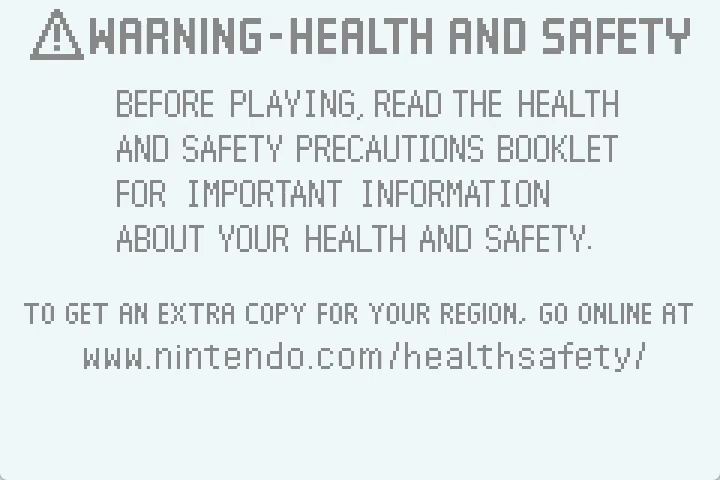 ⚠WARNING-HEALTH AND SAFETY
BEFORE PLAYING, READ THE HEALTH
AND SAFETY PRECAUTIONS BOOKLET
FOR IMPORTANT INFORMATION
ABOUT YOUR HEALTH AND SAFETY.
TO GET AN EXTRA COPY FOR YOUR REGION, GO ONLINE AT
www.nintendo.com/healthsafety/